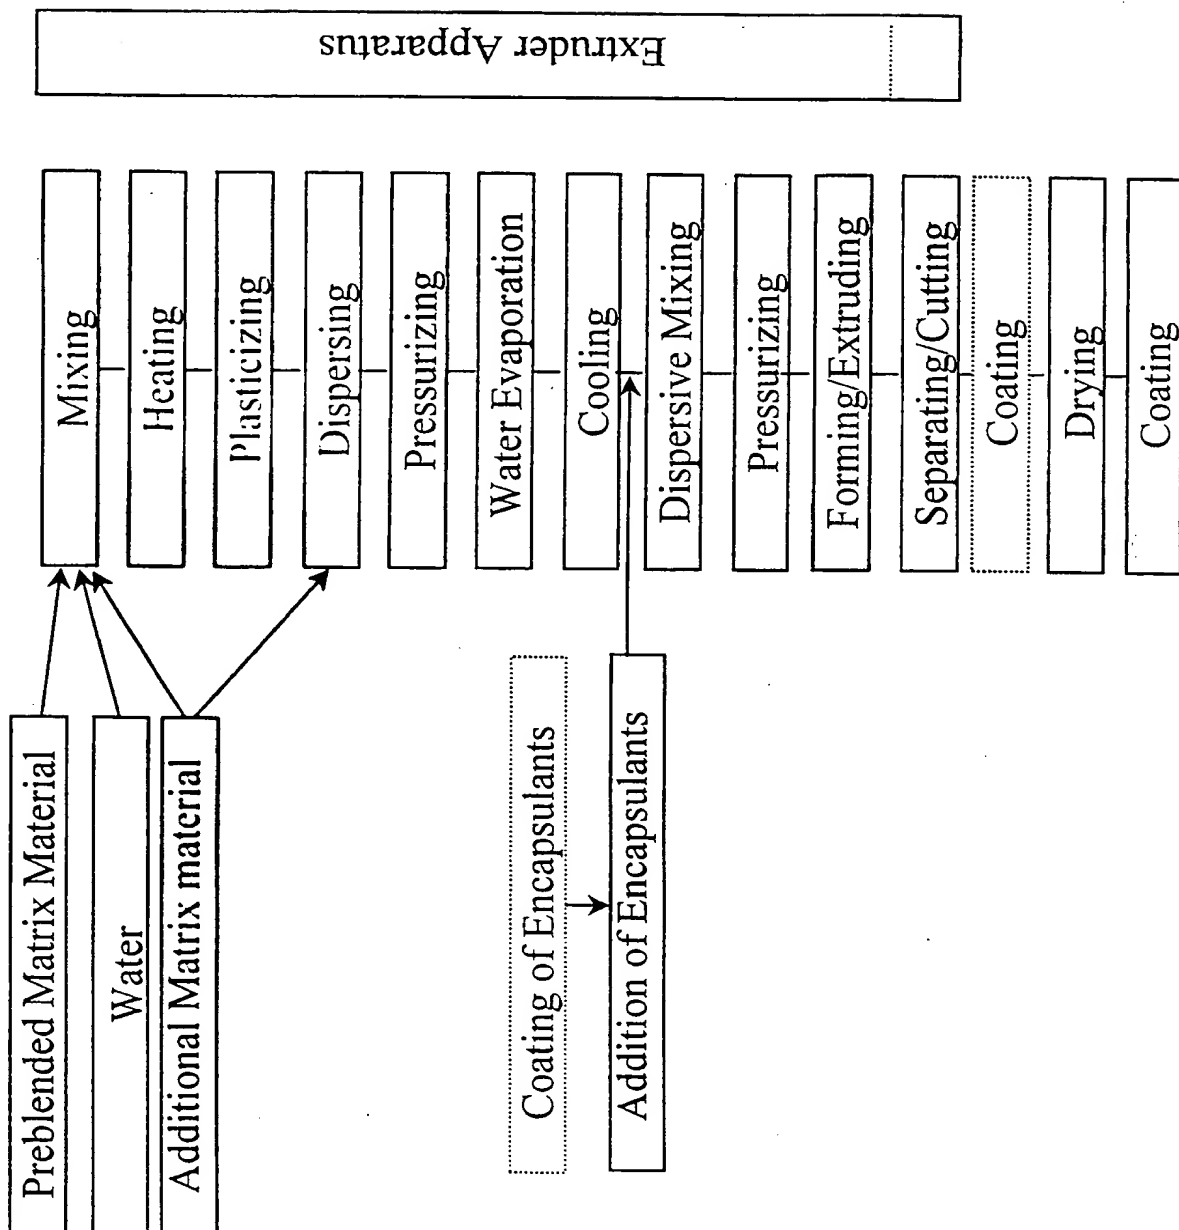 Preblended Matrix Material
Water
Additional Matrix material
Coating of Encapsulants
Addition of Encapsulants
Mixing
Heating
Plasticizing
Dispersing
Pressurizing
Water Evaporation
Cooling
Dispersive Mixing
Pressurizing
Forming/Extruding
Separating/Cutting
Coating
Drying
Coating
Extruder Apparatus